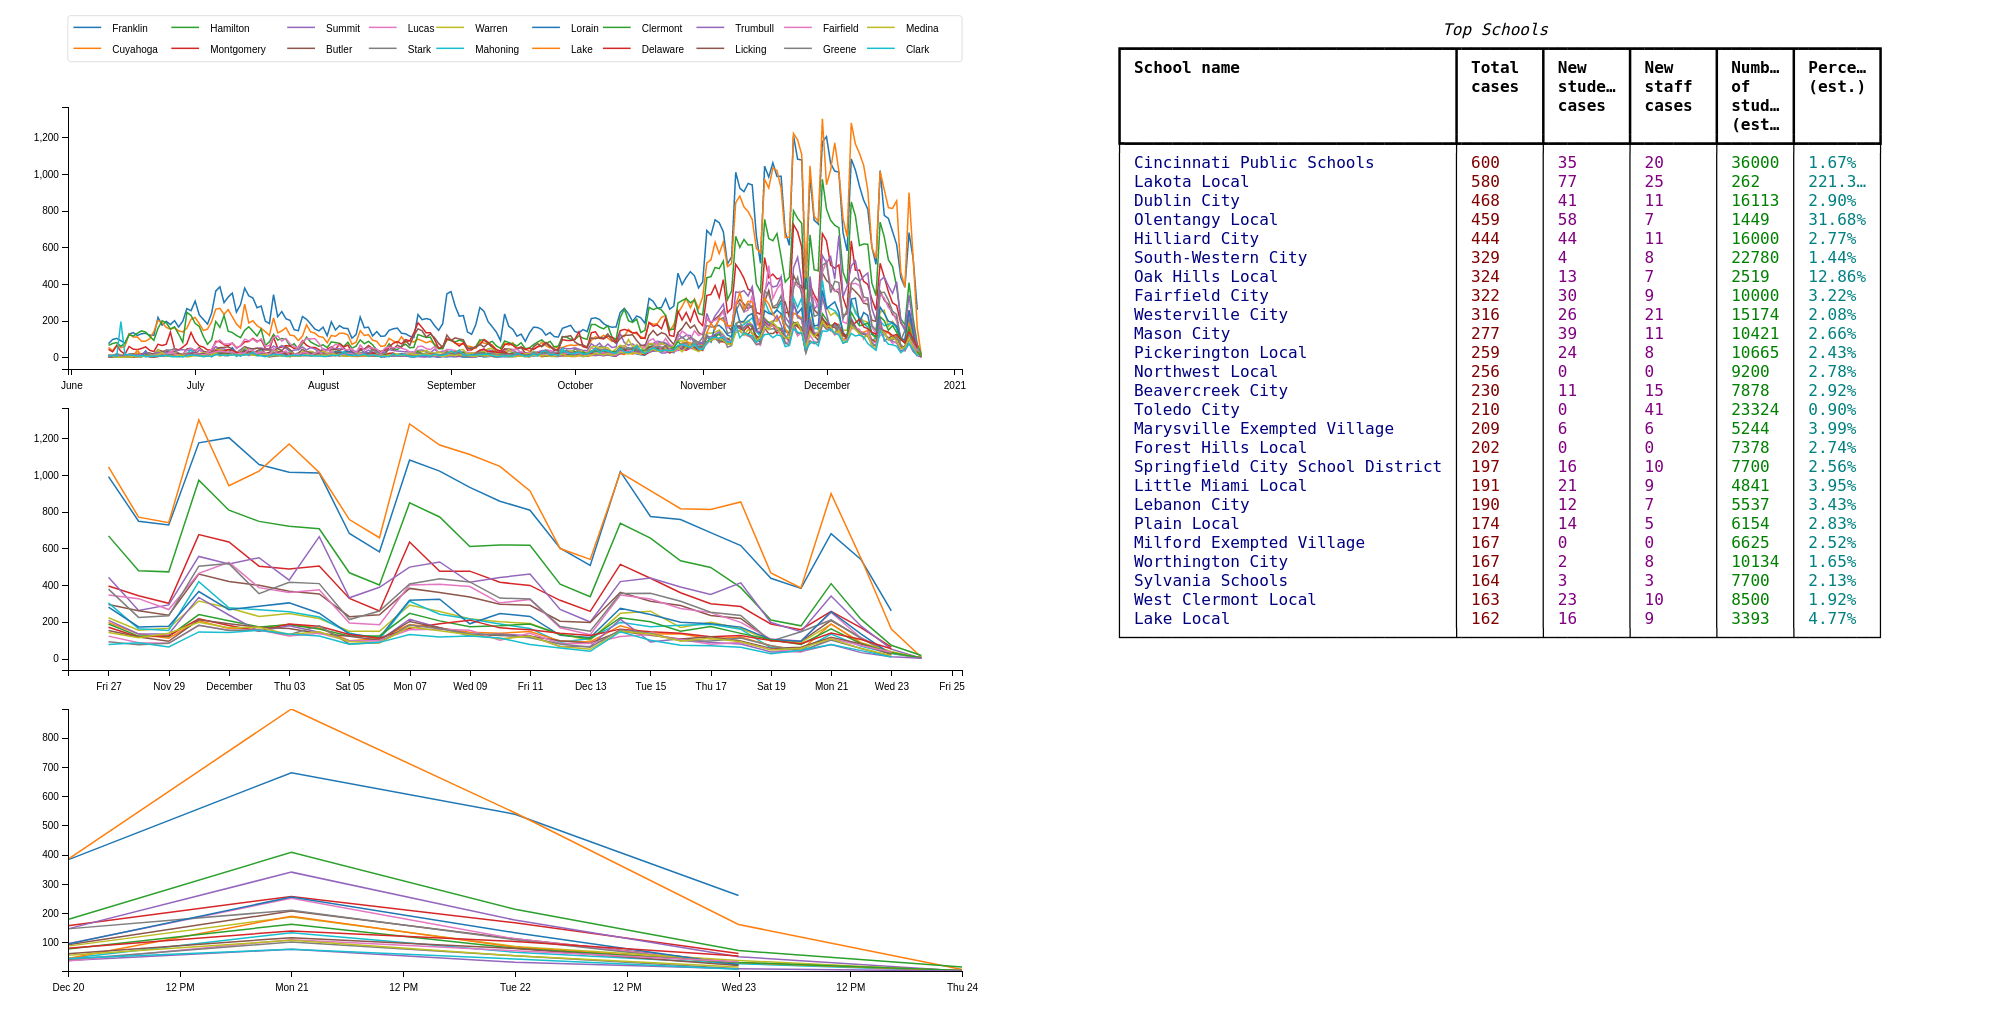 Franklin Hamilton Summit Lucas Warren Lorain Clermont Trumbull Fairfield Medina
Cuyahoga Montgomery Butler Stark Mahoning Lake Delaware Licking Greene Clark
1,200
1,000
800
600
400
200
0
June July August September October November December 2021
1,200
1,000
800
600
400
200
0
Fri 27 Nov 29 December Thu 03 Sat 05 Mon 07 Wed 09 Fri 11 Dec 13 Tue 15 Thu 17 Sat 19 Mon 21 Wed 23 Fri 25
800
700
600
500
400
300
200
100
Dec 20 12 PM Mon 21 12 PM Tue 22 12 PM Wed 23 12 PM Thu 24
Top Schools
School name Total New New Numb… Perce…
cases stude… staff of (est.)
cases cases stud…
(est…
Cincinnati Public Schools 600 35 20 36000 1.67%
Lakota Local 580 77 25 262 221.3…
Dublin City 468 41 11 16113 2.90%
Olentangy Local 459 58 7 1449 31.68%
Hilliard City 444 44 11 16000 2.77%
South-Western City 329 4 8 22780 1.44%
Oak Hills Local 324 13 7 2519 12.86%
Fairfield City 322 30 9 10000 3.22%
Westerville City 316 26 21 15174 2.08%
Mason City 277 39 11 10421 2.66%
Pickerington Local 259 24 8 10665 2.43%
Northwest Local 256 0 0 9200 2.78%
Beavercreek City 230 11 15 7878 2.92%
Toledo City 210 0 41 23324 0.90%
Marysville Exempted Village 209 6 6 5244 3.99%
Forest Hills Local 202 0 0 7378 2.74%
Springfield City School District 197 16 10 7700 2.56%
Little Miami Local 191 21 9 4841 3.95%
Lebanon City 190 12 7 5537 3.43%
Plain Local 174 14 5 6154 2.83%
Milford Exempted Village 167 0 0 6625 2.52%
Worthington City 167 2 8 10134 1.65%
Sylvania Schools 164 3 3 7700 2.13%
West Clermont Local 163 23 10 8500 1.92%
Lake Local 162 16 9 3393 4.77%